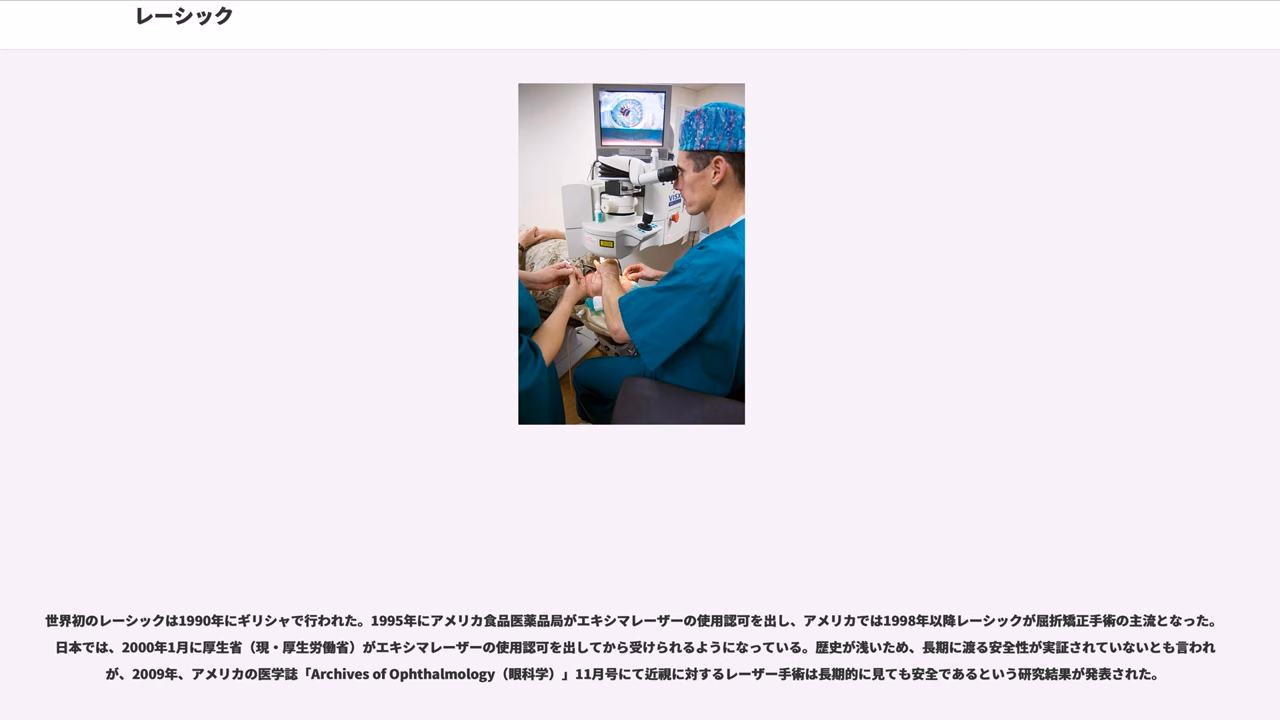 レーシック
VISX
世界初のレーシックは1990年にギリシャで行われた。1995年にアメリカ食品医薬品局がエキシマレーザーの使用認可を出し、アメリカでは1998年以降レーシックが屈折矯正手術の主流となった。
日本では、2000年1月に厚生省（現・厚生労働省）がエキシマレーザーの使用認可を出してから受けられるようになっている。歴史が浅いため、長期に渡る安全性が実証されていないとも言われ
が、2009年、アメリカの医学誌「Archives of Ophthalmology（眼科学）」11月号にて近視に対するレーザー手術は長期的に見ても安全であるという研究結果が発表された。